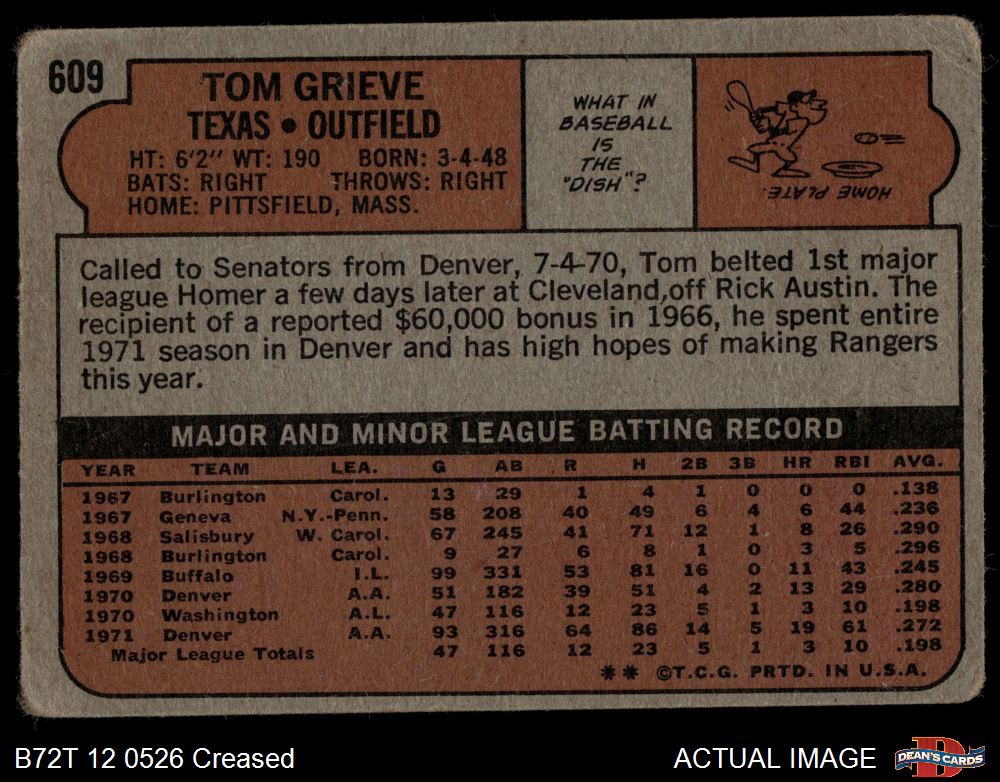 609
TOM GRIEVE
TEXAS • OUTFIELD
HT: 6'2" WT: 190 BORN: 3-4-48
BATS: RIGHT THROWS: RIGHT
HOME: PITTSFIELD, MASS.
WHAT IN
BASEBALL
IS
THE
"DISH"?
HOME PLATE.
Called to Senators from Denver, 7-4-70, Tom belted 1st major
league Homer a few days later at Cleveland,off Rick Austin. The
recipient of a reported $60,000 bonus in 1966, he spent entire
1971 season in Denver and has high hopes of making Rangers
this year.
MAJOR AND MINOR LEAGUE BATTING RECORD
YEAR TEAM LEA. G AB R H 2B 3B HR RBI AVG.
1967 Burlington Carol. 13 29 1 4 1 0 0 0 .138
1967 Geneva N.Y.-Penn. 58 208 40 49 6 4 6 44 .236
1968 Salisbury W. Carol. 67 245 41 71 12 1 8 26 .290
1968 Burlington Carol. 9 27 6 8 1 0 3 5 .296
1969 Buffalo I.L. 99 331 53 81 16 0 11 43 .245
1970 Denver A.A. 51 182 39 51 4 2 13 29 .280
1970 Washington A.L. 47 116 12 23 5 1 3 10 .198
1971 Denver A.A. 93 316 64 86 14 5 19 61 .272
Major League Totals 47 116 12 23 5 1 3 10 .198
** ©T.C.G. PRTD. IN U.S.A.
B72T 12 0526 Creased
ACTUAL IMAGE
D
DEAN'S CARDS